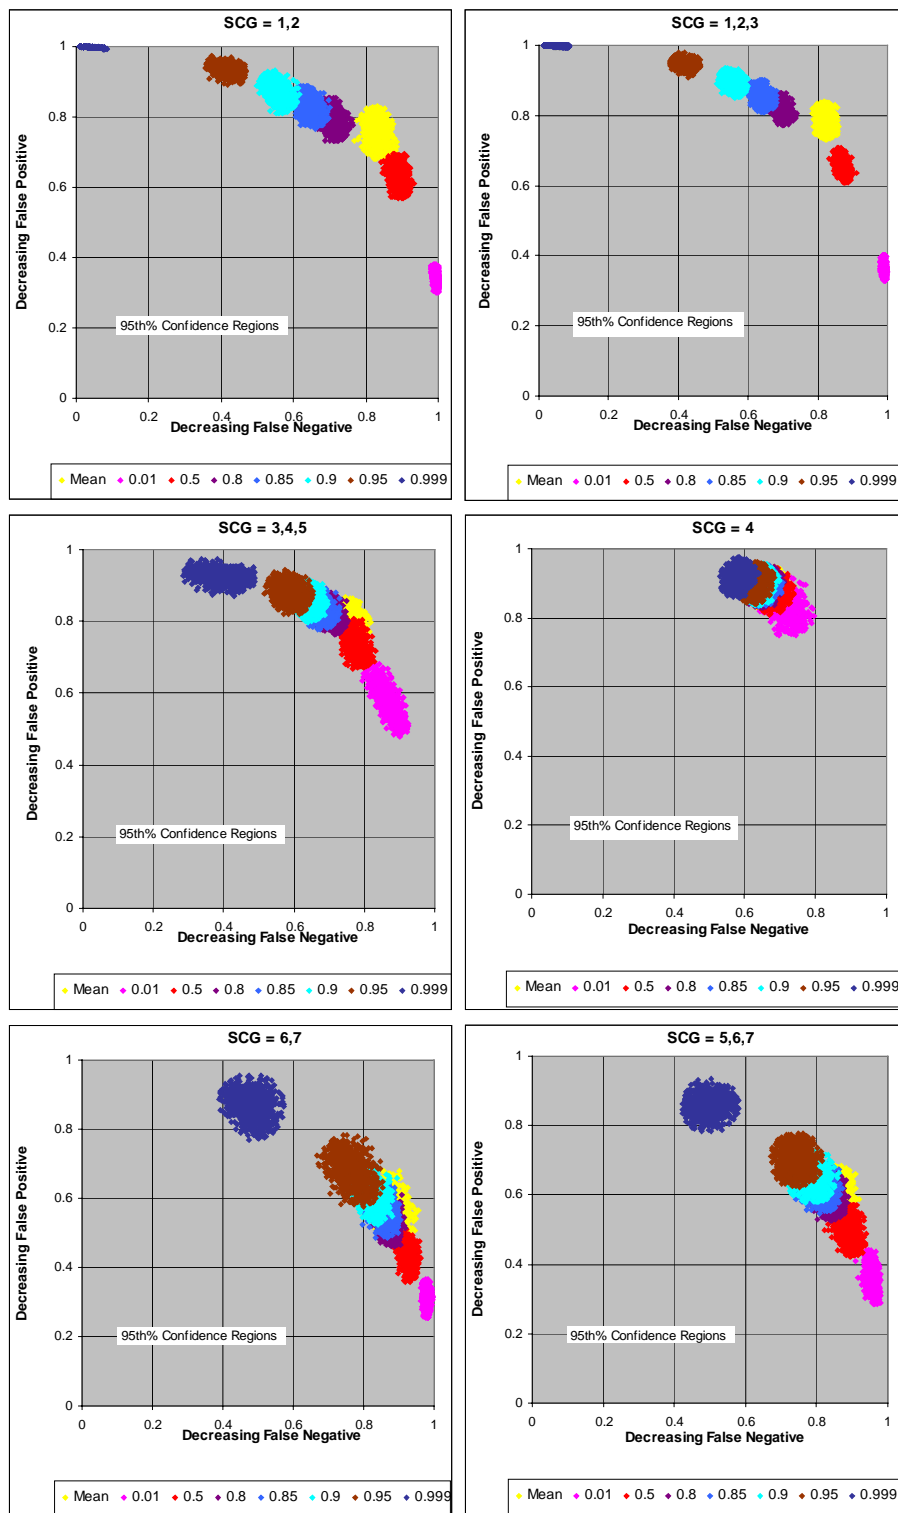 SCG = 1,2
1
0.8
0.6
0.4
0.2
0
0 0.2 0.4 0.6 0.8 1
Decreasing False Positive
Decreasing False Negative
95th% Confidence Regions
Mean 0.01 0.5 0.8 0.85 0.9 0.95 0.999
SCG = 1,2,3
1
0.8
0.6
0.4
0.2
0
0 0.2 0.4 0.6 0.8 1
Decreasing False Positive
Decreasing False Negative
95th% Confidence Regions
Mean 0.01 0.5 0.8 0.85 0.9 0.95 0.999
SCG = 3,4,5
1
0.8
0.6
0.4
0.2
0
0 0.2 0.4 0.6 0.8 1
Decreasing False Positive
Decreasing False Negative
95th% Confidence Regions
Mean 0.01 0.5 0.8 0.85 0.9 0.95 0.999
SCG = 4
1
0.8
0.6
0.4
0.2
0
0 0.2 0.4 0.6 0.8 1
Decreasing False Positive
Decreasing False Negative
95th% Confidence Regions
Mean 0.01 0.5 0.8 0.85 0.9 0.95 0.999
SCG = 6,7
1
0.8
0.6
0.4
0.2
0
0 0.2 0.4 0.6 0.8 1
Decreasing False Positive
Decreasing False Negative
95th% Confidence Regions
Mean 0.01 0.5 0.8 0.85 0.9 0.95 0.999
SCG = 5,6,7
1
0.8
0.6
0.4
0.2
0
0 0.2 0.4 0.6 0.8 1
Decreasing False Positive
Decreasing False Negative
95th% Confidence Regions
Mean 0.01 0.5 0.8 0.85 0.9 0.95 0.999